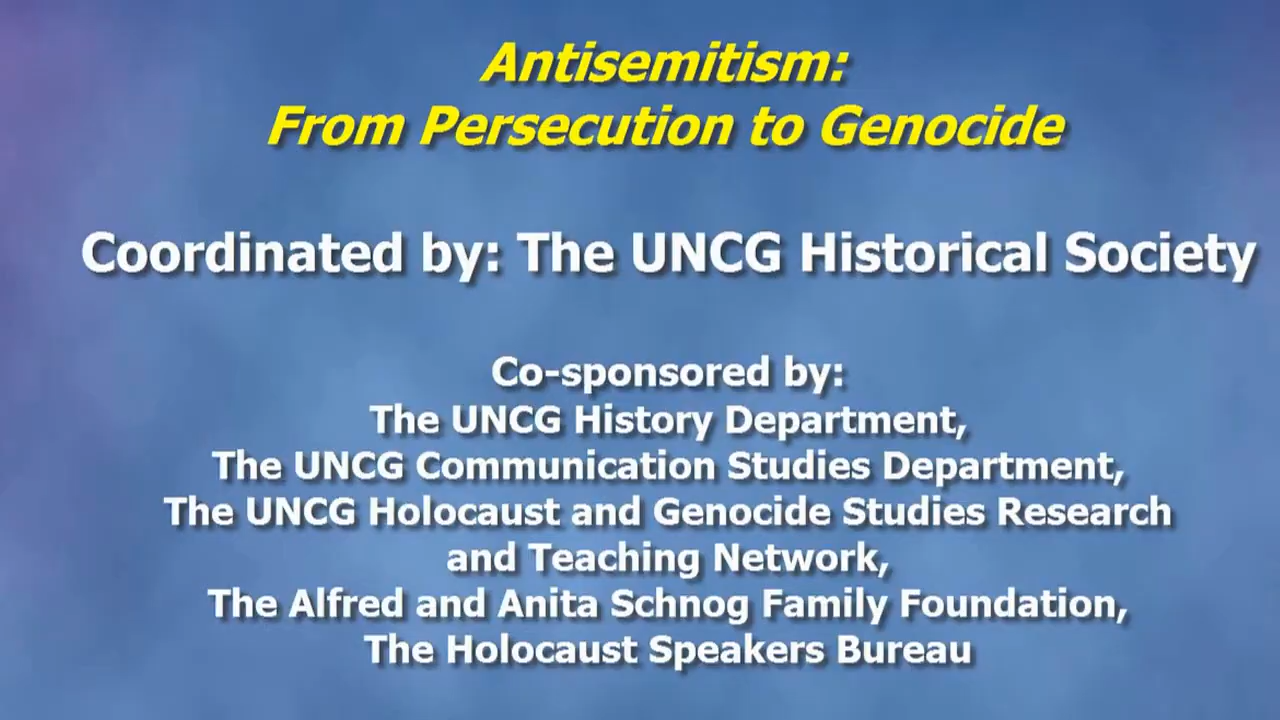 Antisemitism:
From Persecution to Genocide
Coordinated by: The UNCG Historical Society
Co-sponsored by:
The UNCG History Department,
The UNCG Communication Studies Department,
The UNCG Holocaust and Genocide Studies Research
and Teaching Network,
The Alfred and Anita Schnog Family Foundation,
The Holocaust Speakers Bureau